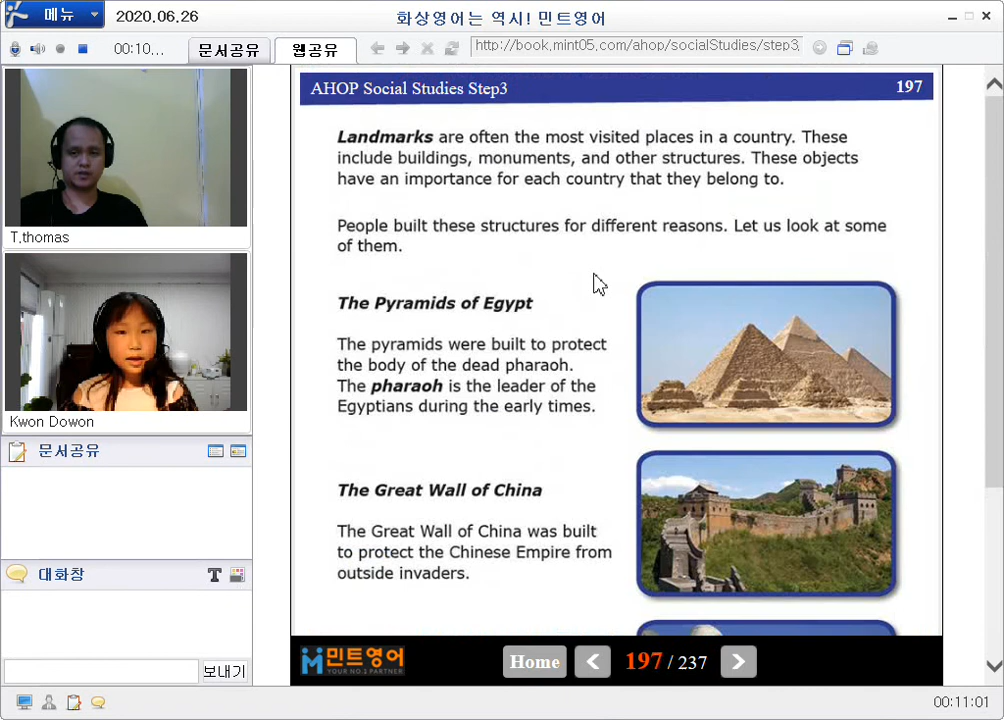 메뉴 2020.06.26 화상영어는 역시! 민트영어
00:10... 문서공유 웹공유 http://book.mint05.com/ahop/socialStudies/step3
T.thomas
Kwon Dowon
문서공유
대화창
보내기
AHOP Social Studies Step3 197
Landmarks are often the most visited places in a country. These
include buildings, monuments, and other structures. These objects
have an importance for each country that they belong to.
People built these structures for different reasons. Let us look at some
of them.
The Pyramids of Egypt
The pyramids were built to protect
the body of the dead pharaoh.
The pharaoh is the leader of the
Egyptians during the early times.
The Great Wall of China
The Great Wall of China was built
to protect the Chinese Empire from
outside invaders.
민트영어
YOUR NO.1 PARTNER
Home < 197 / 237 >
00:11:01